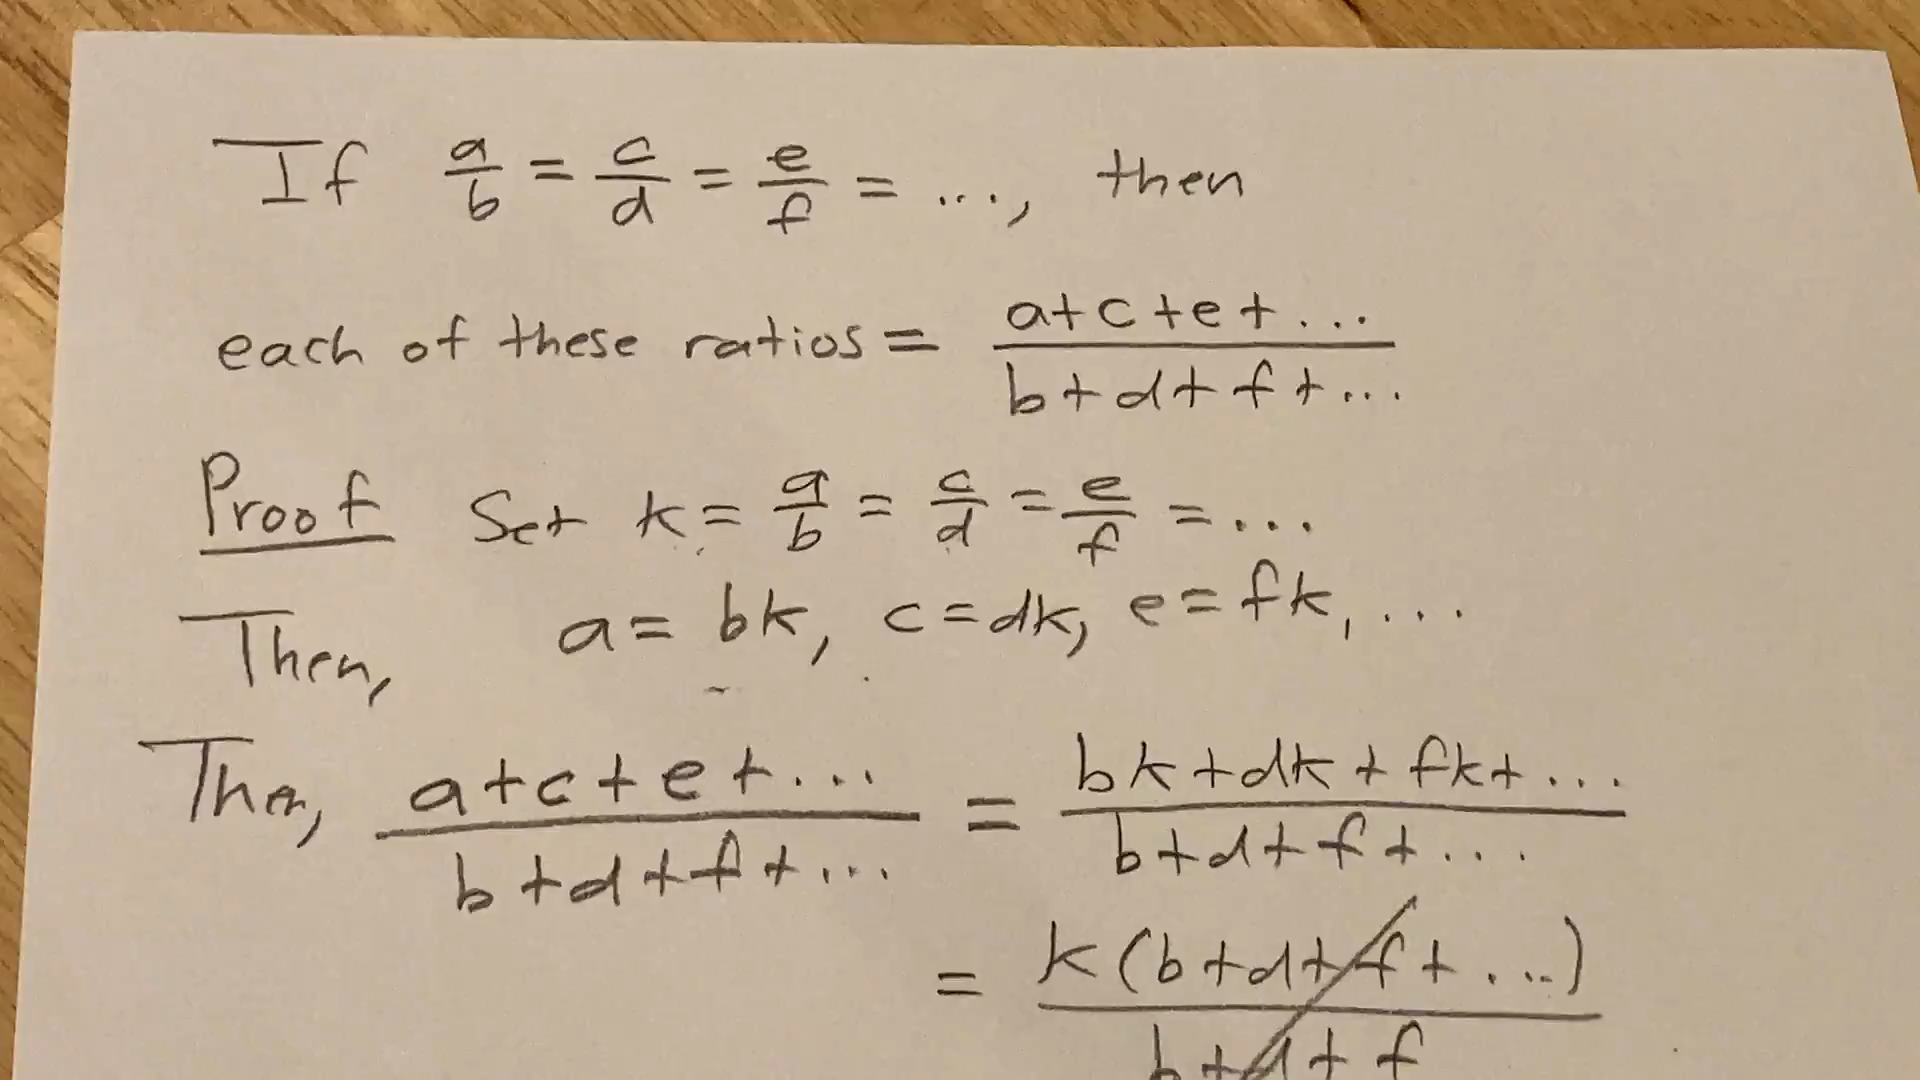 If a/b = c/d = e/f = ..., then
each of these ratios = (a+c+e+...)/(b+d+f+...)
Proof Set k = a/b = c/d = e/f = ...
Then, a = bk, c = dk, e = fk, ...
Then, (a+c+e+...)/(b+d+f+...) = (bk+dk+fk+...)/(b+d+f+...)
= k(b+d+f+...)/(b+d+f